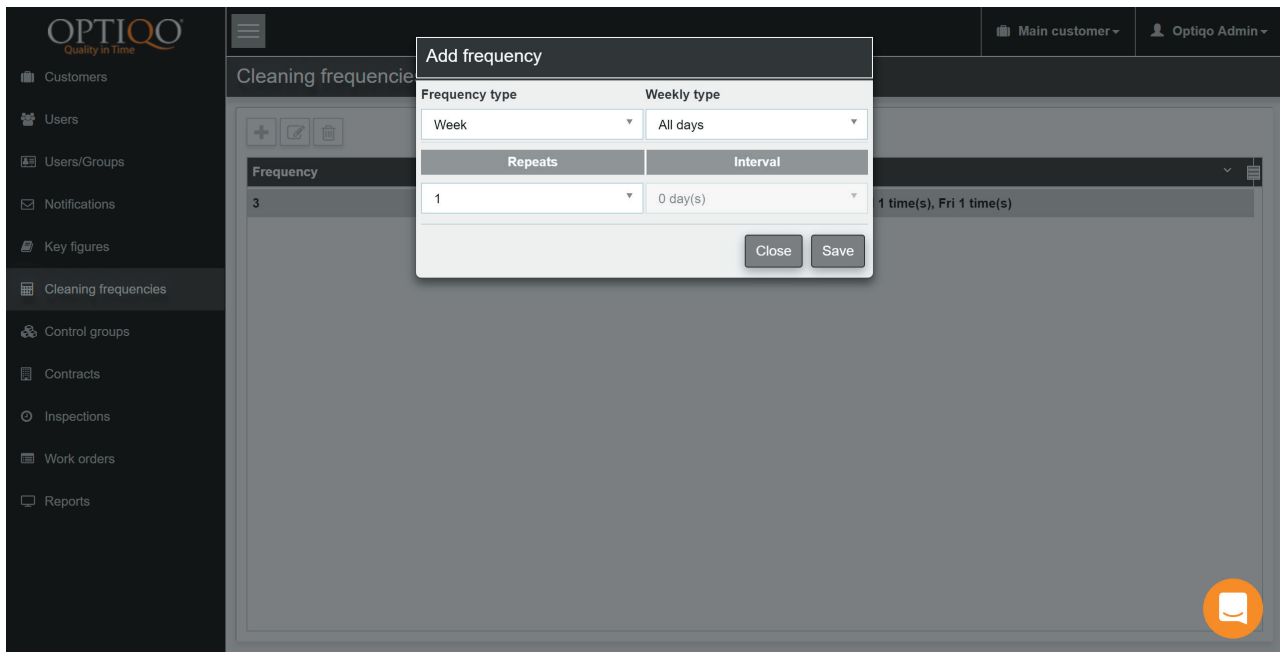 OPTIQO
Quality in Time
Main customer
Optiqo Admin
Customers
Users
Users/Groups
Notifications
Key figures
Cleaning frequencies
Control groups
Contracts
Inspections
Work orders
Reports
Cleaning frequencie
Frequency
3
1 time(s), Fri 1 time(s)
Add frequency
Frequency type Weekly type
Week All days
Repeats Interval
1 0 day(s)
Close Save